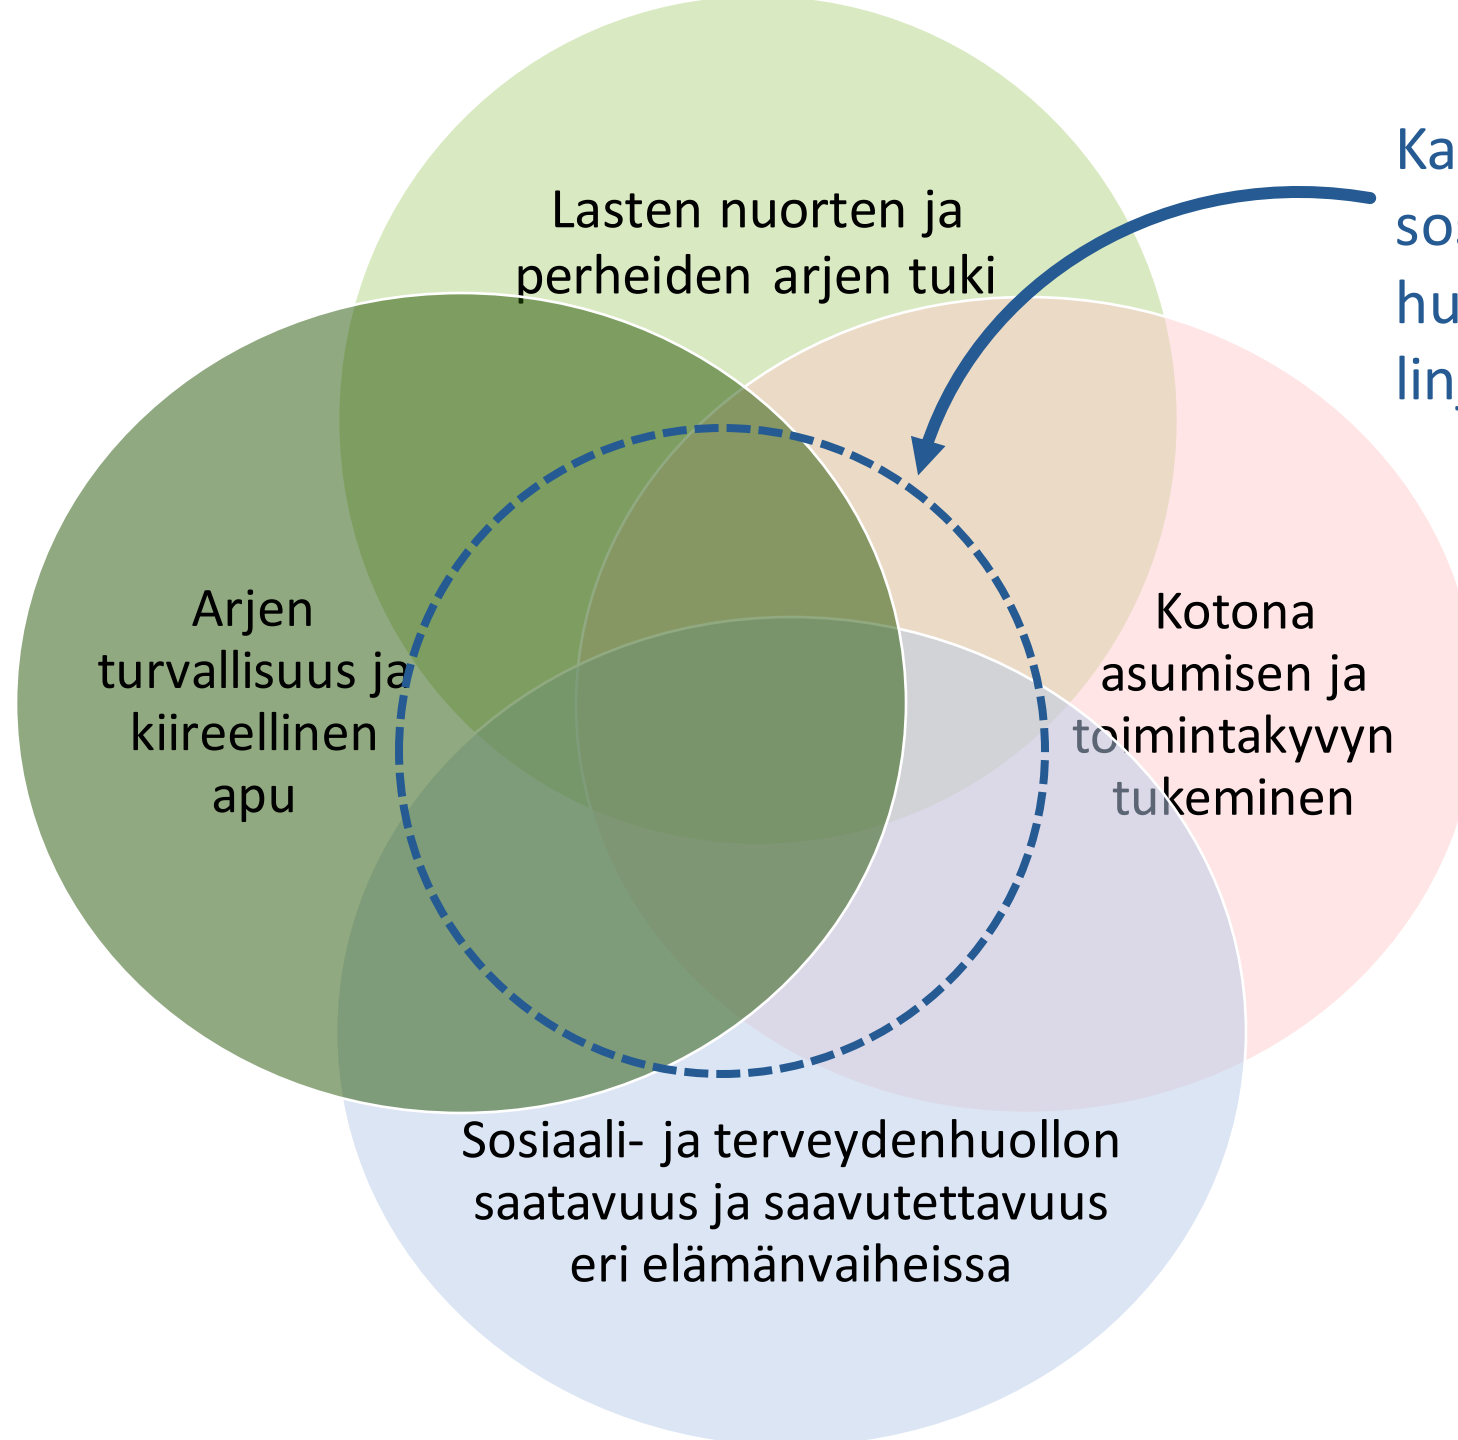 Lasten nuorten ja
perheiden arjen tuki
Arjen
turvallisuus ja
kiireellinen
apu
Kotona
asumisen ja
toimintakyvyn
tukeminen
Sosiaali- ja terveydenhuollon
saatavuus ja saavutettavuus
eri elämänvaiheissa